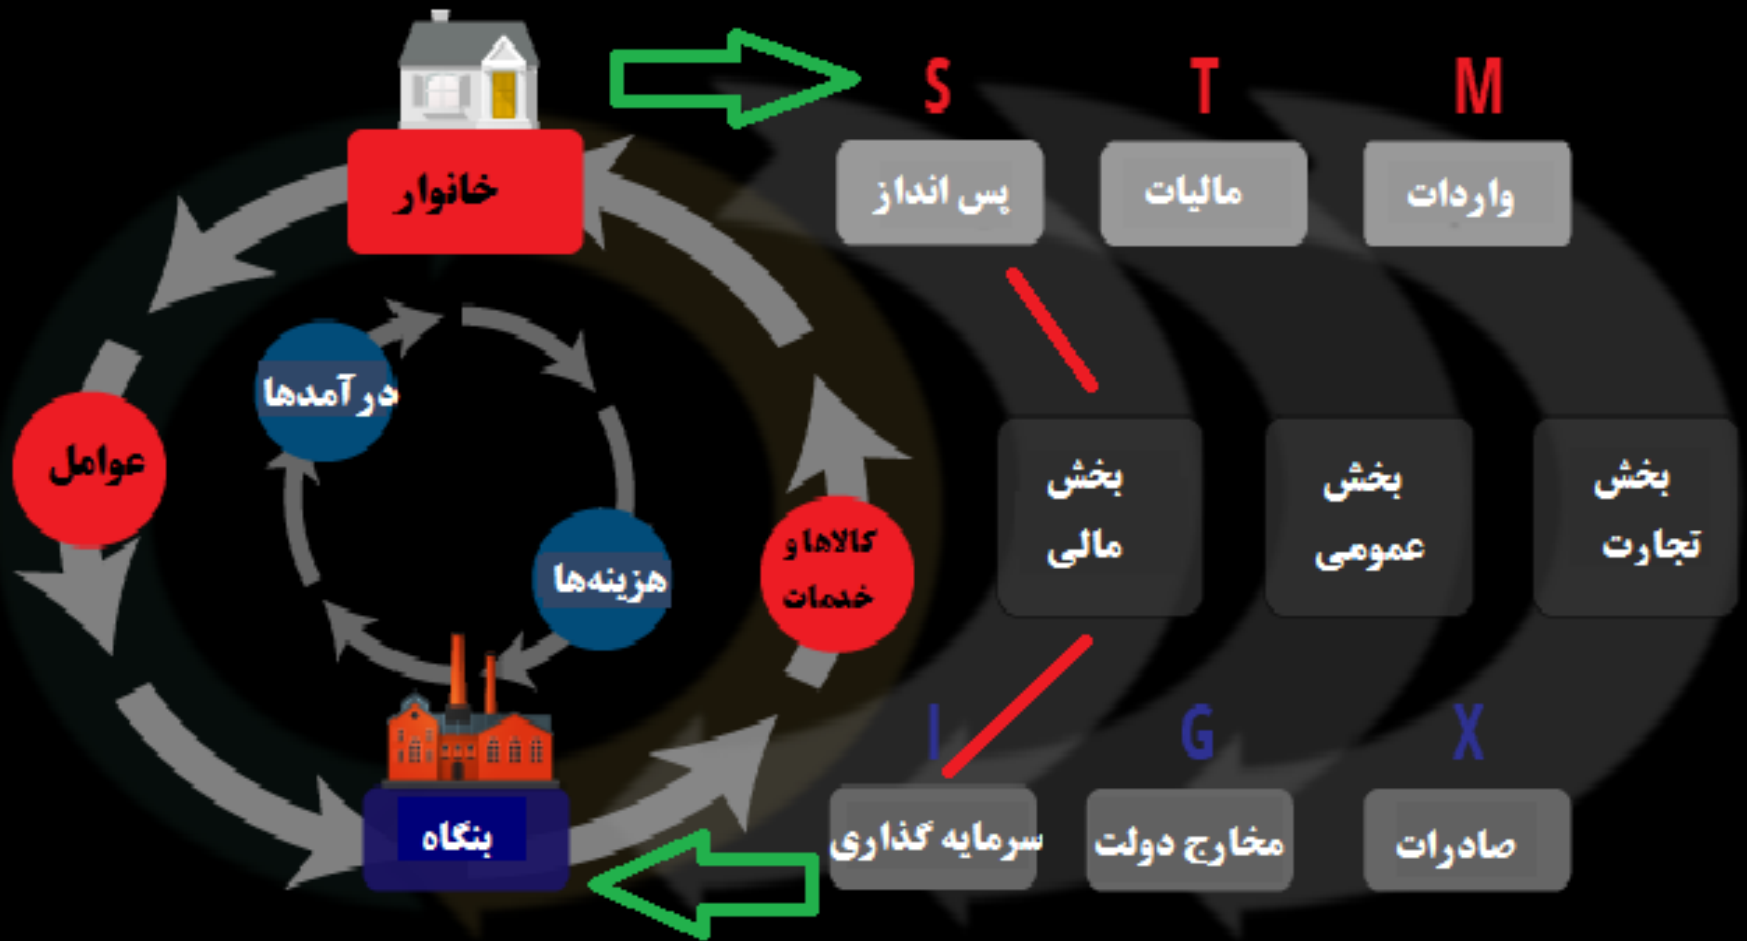 S
T
M
خانوار
پس انداز
مالیات
واردات
درآمدها
عوامل
بخش
مالی
بخش
عمومی
بخش
تجارت
کالاها و
خدمات
هزینه‌ها
I
G
X
بنگاه
سرمایه گذاری
مخارج دولت
صادرات